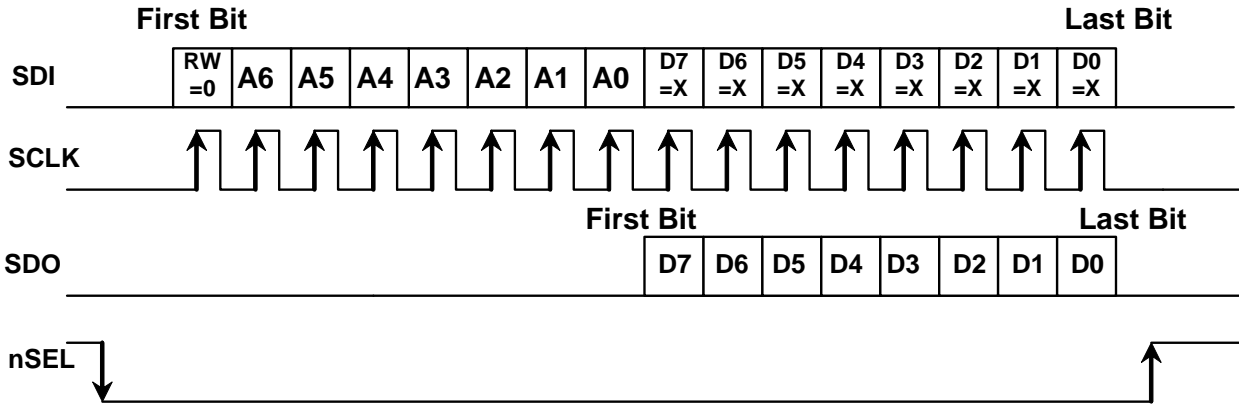 First Bit Last Bit
SDI RW =0 A6 A5 A4 A3 A2 A1 A0 D7 =X D6 =X D5 =X D4 =X D3 =X D2 =X D1 =X D0 =X
SCLK
First Bit Last Bit
SDO D7 D6 D5 D4 D3 D2 D1 D0
nSEL